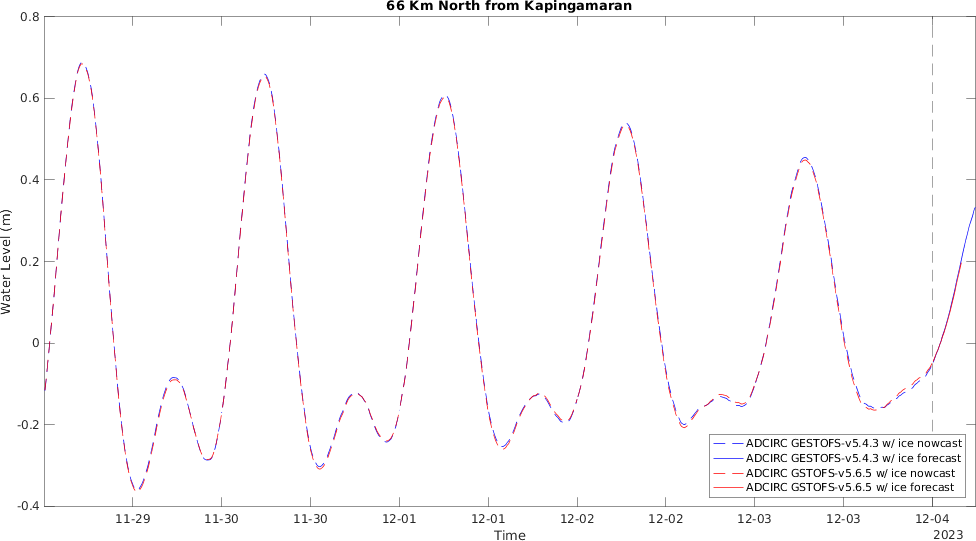 66 Km North from Kapingamaran
0.8
0.6
0.4
0.2
0
-0.2
-0.4
Water Level (m)
11-29 11-30 11-30 12-01 12-01 12-02 12-02 12-03 12-03 12-04
2023
Time
ADCIRC GESTOFS-v5.4.3 w/ ice nowcast
ADCIRC GESTOFS-v5.4.3 w/ ice forecast
ADCIRC GSTOFS-v5.6.5 w/ ice nowcast
ADCIRC GSTOFS-v5.6.5 w/ ice forecast